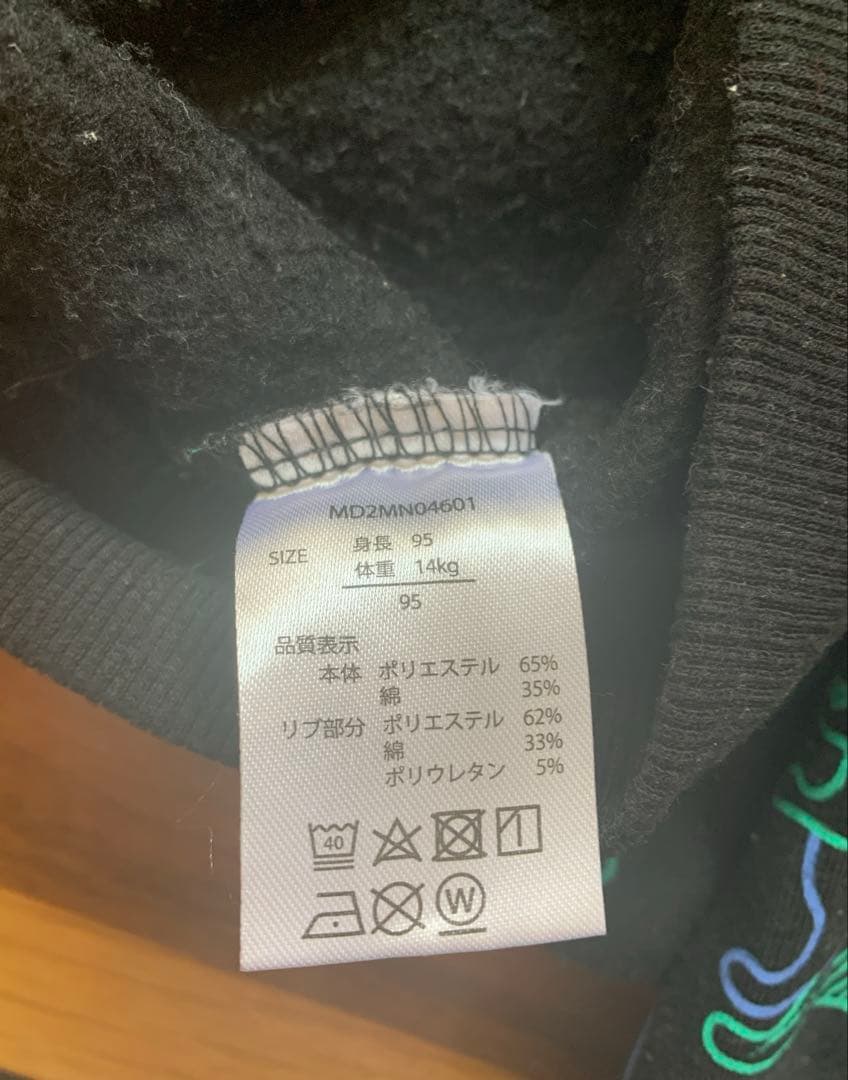 MD2MN04601
SIZE 身長 95
体重 14kg
95
品質表示
本体 ポリエステル 65%
綿 35%
リブ部分 ポリエステル 62%
綿 33%
ポリウレタン 5%
40
W